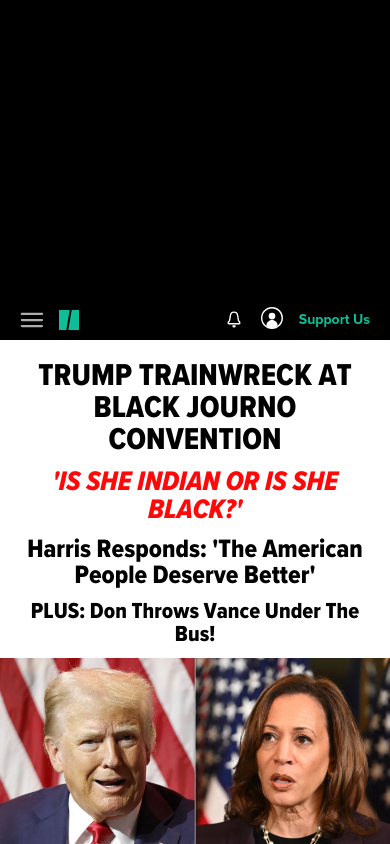 Support Us
TRUMP TRAINWRECK AT
BLACK JOURNO
CONVENTION
'IS SHE INDIAN OR IS SHE
BLACK?'
Harris Responds: 'The American
People Deserve Better'
PLUS: Don Throws Vance Under The
Bus!